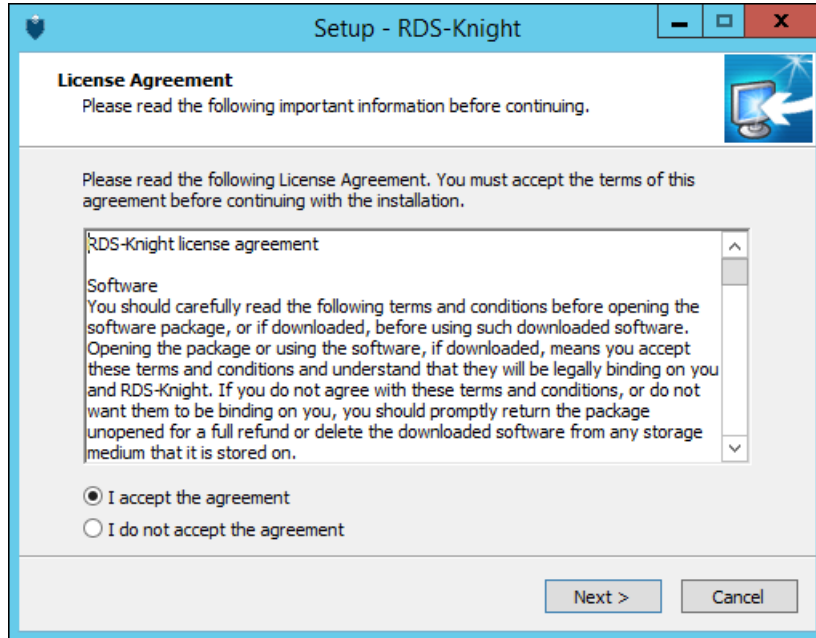 Setup - RDS-Knight
License Agreement
Please read the following important information before continuing.
Please read the following License Agreement. You must accept the terms of this
agreement before continuing with the installation.
RDS-Knight license agreement
Software
You should carefully read the following terms and conditions before opening the
software package, or if downloaded, before using such downloaded software.
Opening the package or using the software, if downloaded, means you accept
these terms and conditions and understand that they will be legally binding on you
and RDS-Knight. If you do not agree with these terms and conditions, or do not
want them to be binding on you, you should promptly return the package
unopened for a full refund or delete the downloaded software from any storage
medium that it is stored on.
I accept the agreement
I do not accept the agreement
Next >
Cancel